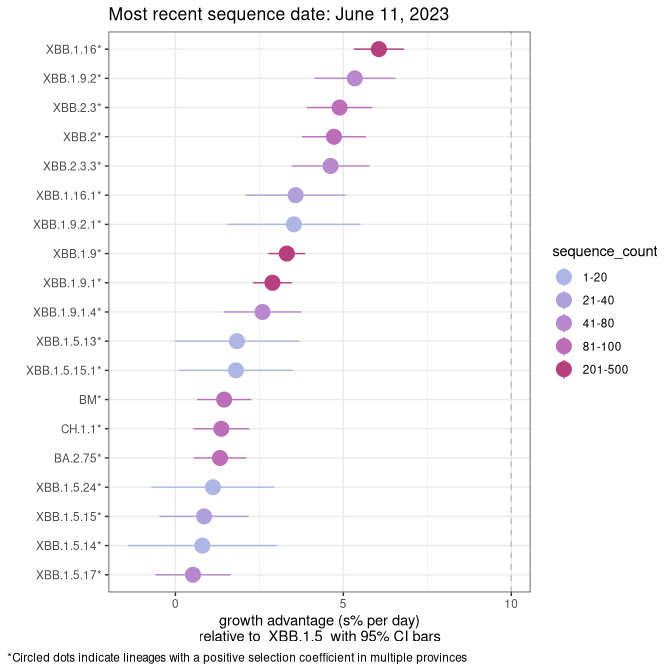 Most recent sequence date: June 11, 2023
XBB.1.16*
XBB.1.9.2*
XBB.2.3*
XBB.2*
XBB.2.3.3*
XBB.1.16.1*
XBB.1.9.2.1*
XBB.1.9*
XBB.1.9.1*
XBB.1.9.1.4*
XBB.1.5.13*
XBB.1.5.15.1*
BM*
CH.1.1*
BA.2.75*
XBB.1.5.24*
XBB.1.5.15*
XBB.1.5.14*
XBB.1.5.17*
0 5 10
growth advantage (s% per day)
relative to XBB.1.5 with 95% CI bars
sequence_count
1-20
21-40
41-80
81-100
201-500
*Circled dots indicate lineages with a positive selection coefficient in multiple provinces